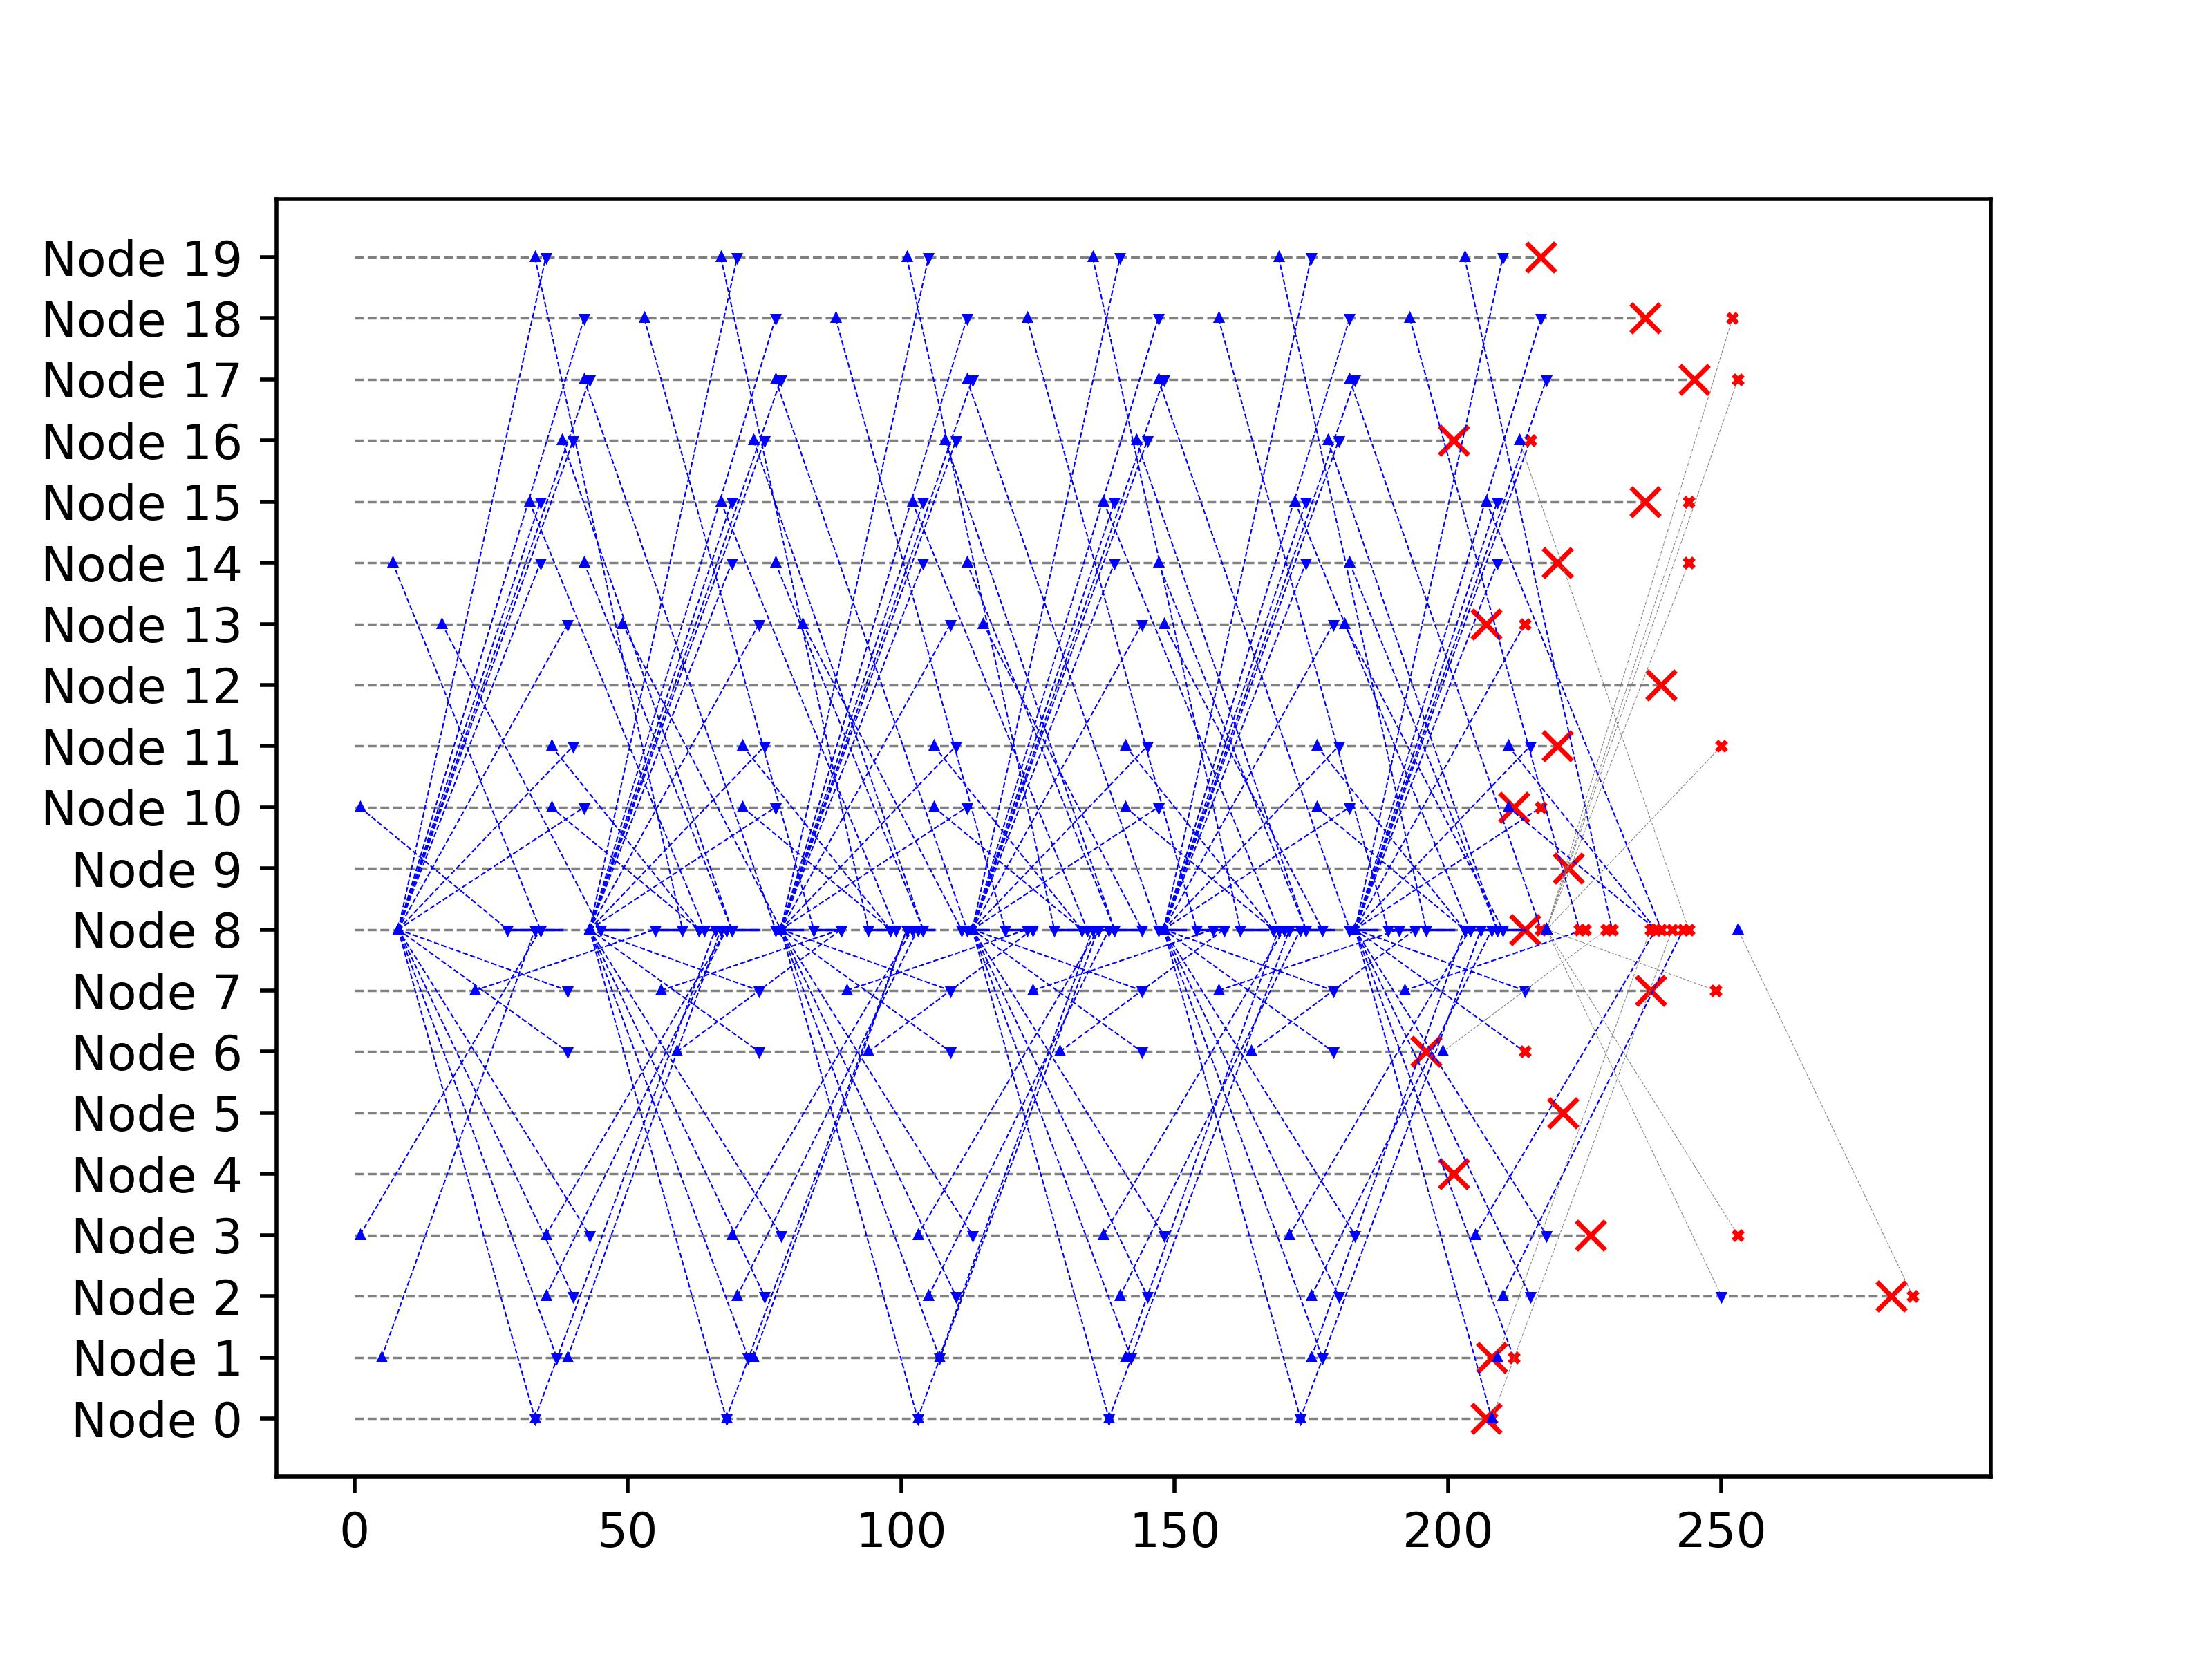 Node 19
Node 18
Node 17
Node 16
Node 15
Node 14
Node 13
Node 12
Node 11
Node 10
Node 9
Node 8
Node 7
Node 6
Node 5
Node 4
Node 3
Node 2
Node 1
Node 0
0 50 100 150 200 250